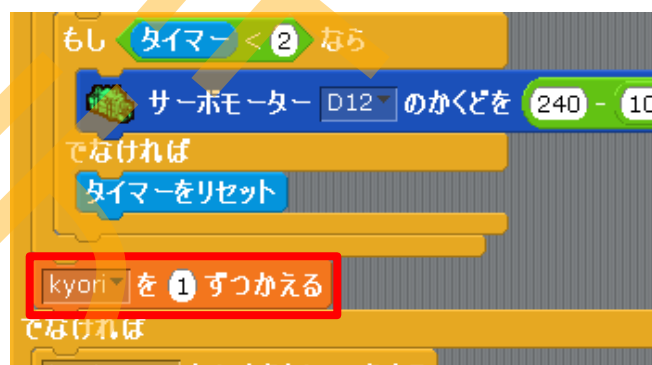 もし タイマー < 2 なら
サーボモーター D12 のかくどを 240 - 10
でなければ
タイマーをリセット
kyori を 1 ずつかえる
でなければ